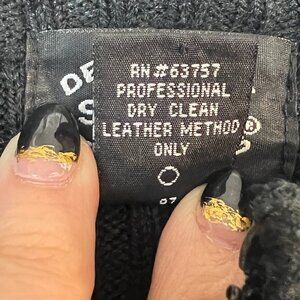 RN#63757
PROFESSIONAL
DRY CLEAN
LEATHER METHOD
ONLY